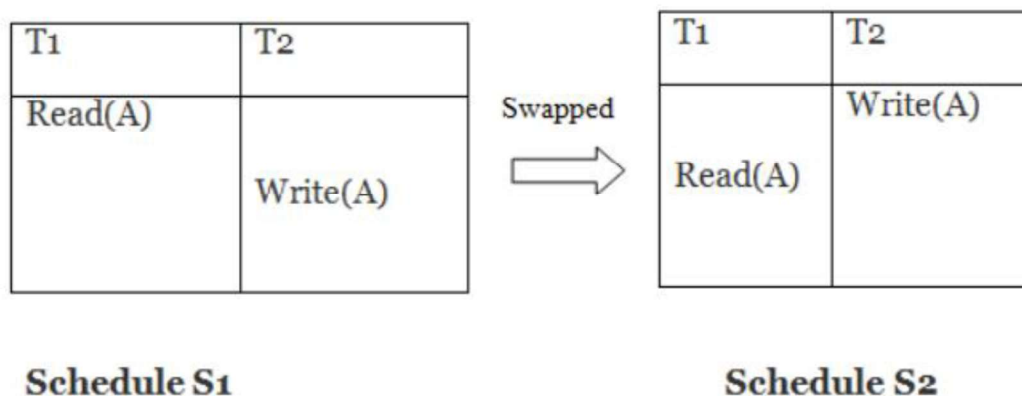 T1 T2
Read(A)
Write(A)
Swapped
T1 T2
Write(A)
Read(A)
Schedule S1
Schedule S2